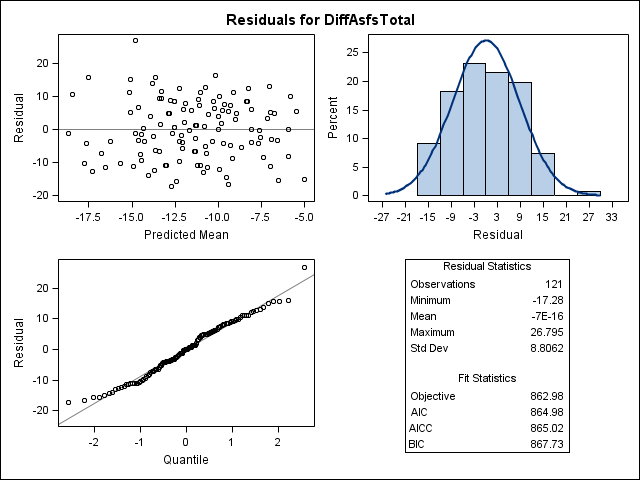 Residuals for DiffAsfsTotal
Residual
20
10
0
-10
-20
-17.5 -15.0 -12.5 -10.0 -7.5 -5.0
Predicted Mean
Percent
25
20
15
10
5
0
-27 -21 -15 -9 -3 3 9 15 21 27 33
Residual
Residual
20
10
0
-10
-20
-2 -1 0 1 2
Quantile
Residual Statistics
Observations 121
Minimum -17.28
Mean -7E-16
Maximum 26.795
Std Dev 8.8062
Fit Statistics
Objective 862.98
AIC 864.98
AICC 865.02
BIC 867.73